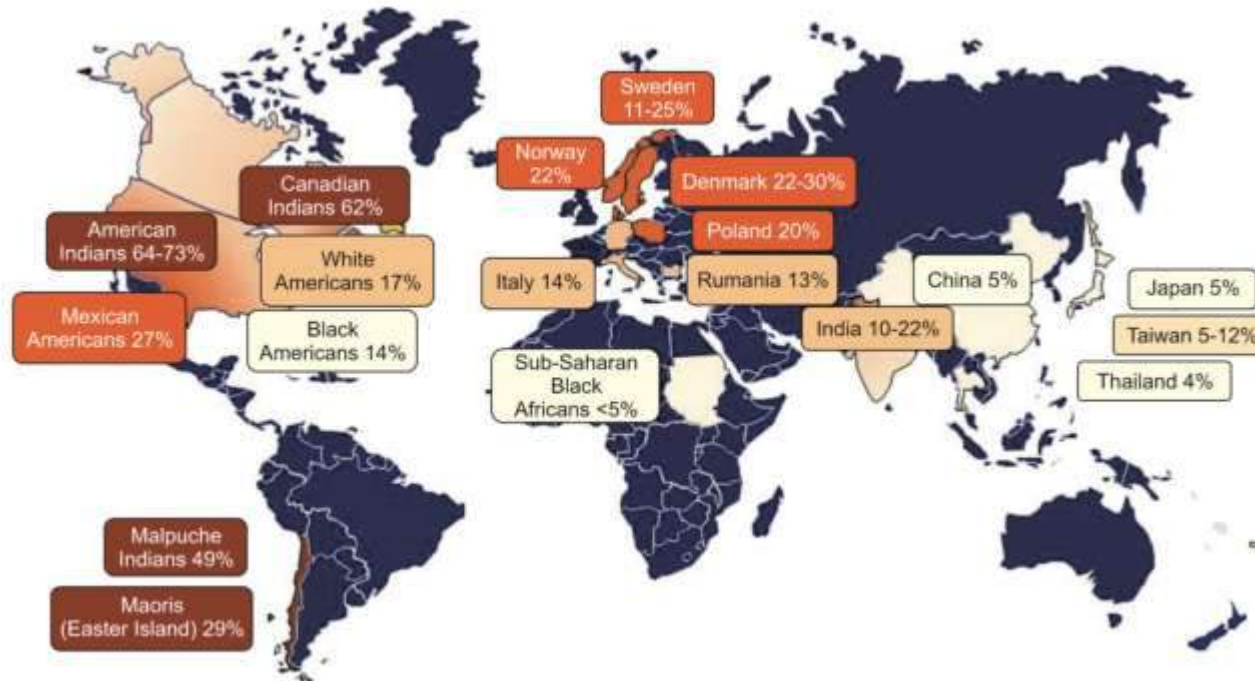 Sweden
11-25%
Norway
22%
Denmark 22-30%
Canadian
Indians 62%
American
Indians 64-73%
Poland 20%
White
Americans 17%
Italy 14%
Rumania 13%
China 5%
Japan 5%
Mexican
Americans 27%
Black
Americans 14%
India 10-22%
Taiwan 5-12%
Sub-Saharan
Black
Africans <5%
Thailand 4%
Malpuche
Indians 49%
Maoris
(Easter Island) 29%